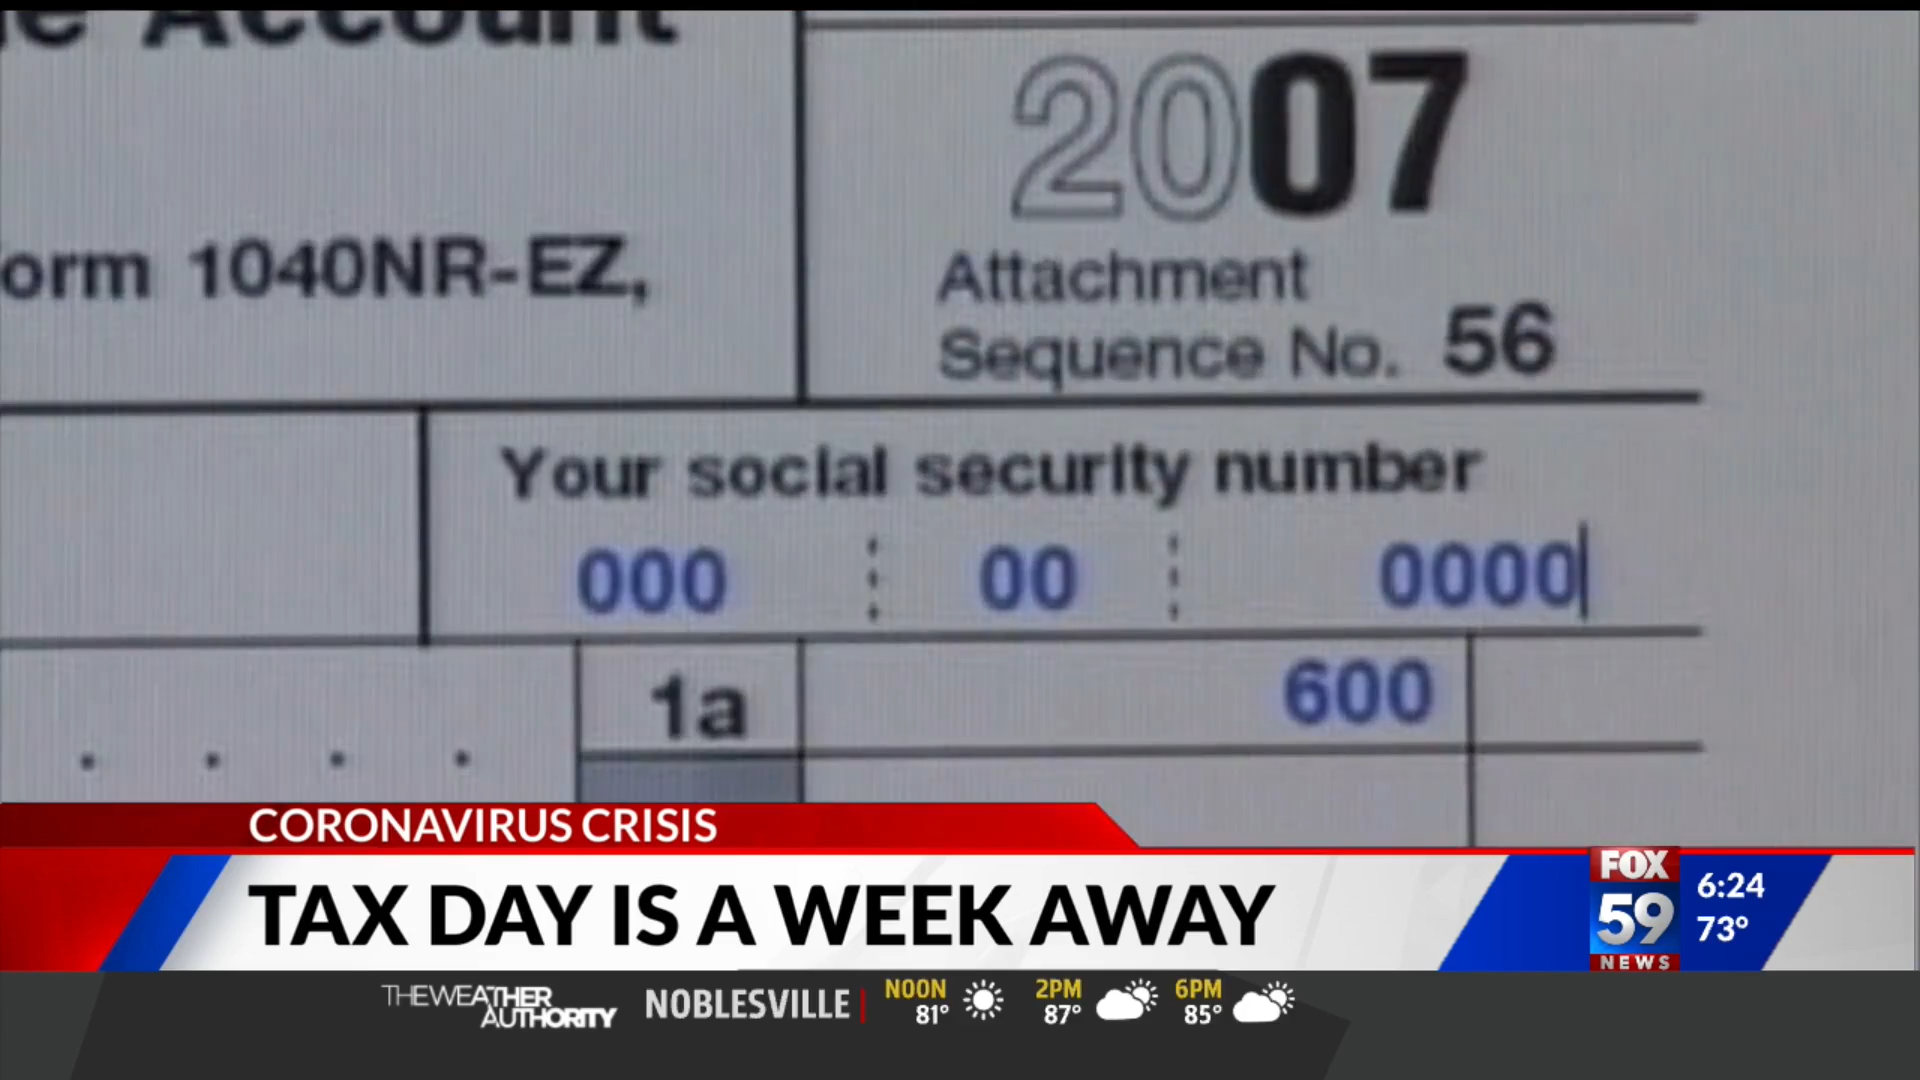 e Account
2007
orm 1040NR-EZ,
Attachment
Sequence No. 56
Your social security number
000 00 0000
1a 600
CORONAVIRUS CRISIS
TAX DAY IS A WEEK AWAY
FOX
59
NEWS
6:24
73°
THEWEATHER
AUTHORITY
NOBLESVILLE
NOON
81°
2PM
87°
6PM
85°